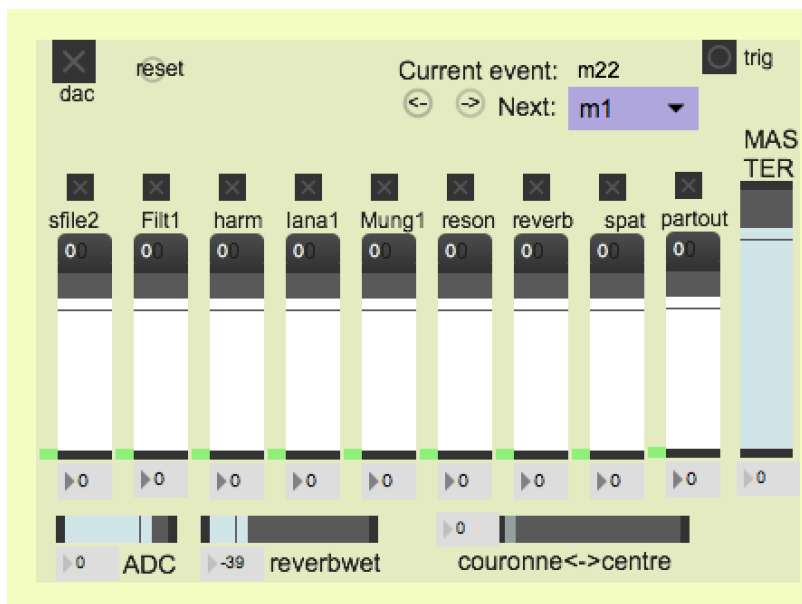 reset Current event: m22 trig
dac <- -> Next: m1
MAS
TER
sfile2 Filt1 harm lana1 Mung1 reson reverb spat partout
00 00 00 00 00 00 00 00 00
0 0 0 0 0 0 0 0 0 0
0
0 ADC -39 reverbwet couronne<->centre